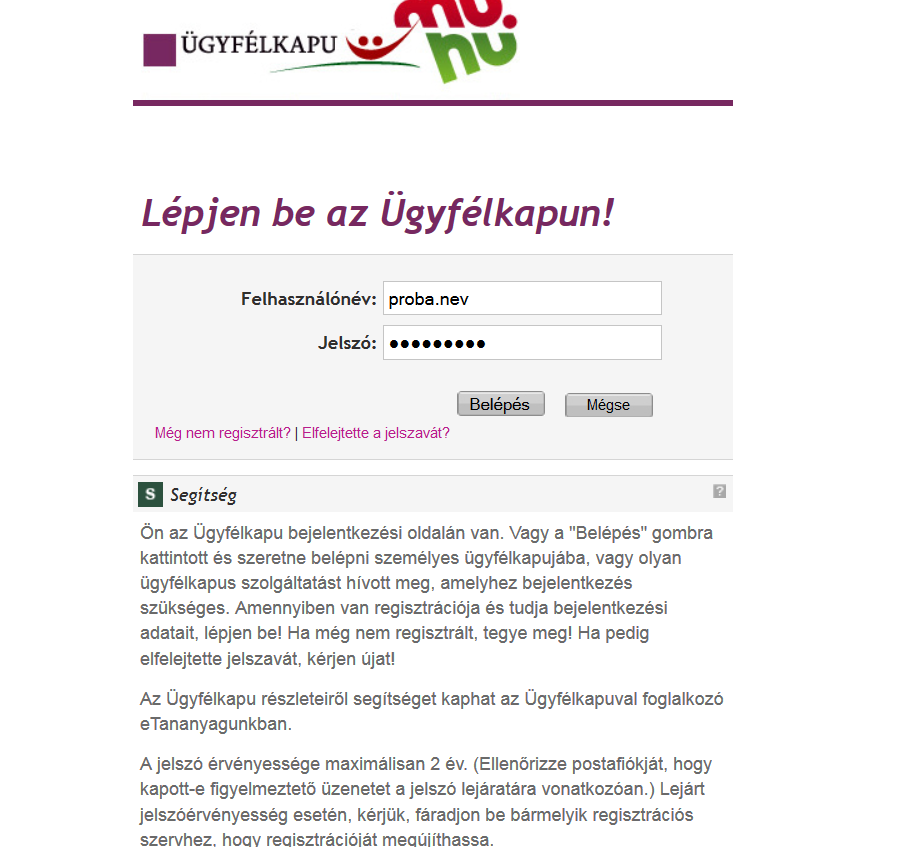 mo.
hu
ÜGYFÉLKAPU
Lépjen be az Ügyfélkapun!
Felhasználónév: proba.nev
Jelszó: ●●●●●●●●●
Belépés Mégse
Még nem regisztrált? | Elfelejtette a jelszavát?
S Segítség ?
Ön az Ügyfélkapu bejelentkezési oldalán van. Vagy a "Belépés" gombra
kattintott és szeretne belépni személyes ügyfélkapujába, vagy olyan
ügyfélkapus szolgáltatást hívott meg, amelyhez bejelentkezés
szükséges. Amennyiben van regisztrációja és tudja bejelentkezési
adatait, lépjen be! Ha még nem regisztrált, tegye meg! Ha pedig
elfelejtette jelszavát, kérjen újat!
Az Ügyfélkapu részleteiről segítséget kaphat az Ügyfélkapuval foglalkozó
eTananyagunkban.
A jelszó érvényessége maximálisan 2 év. (Ellenőrizze postafiókját, hogy
kapott-e figyelmeztető üzenetet a jelszó lejáratára vonatkozóan.) Lejárt
jelszóérvényesség esetén, kérjük, fáradjon be bármelyik regisztrációs
szervhez, hogy regisztrációját megújíthassa.